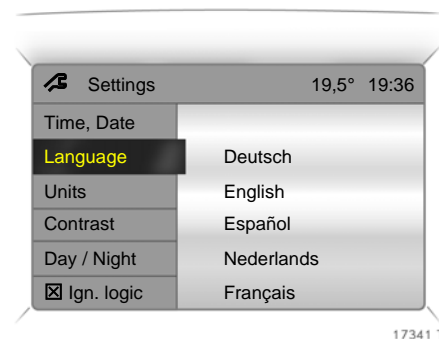 Settings 19,5° 19:36
Time, Date
Language Deutsch
Units English
Contrast Español
Day / Night Nederlands
Ign. logic Français
17341